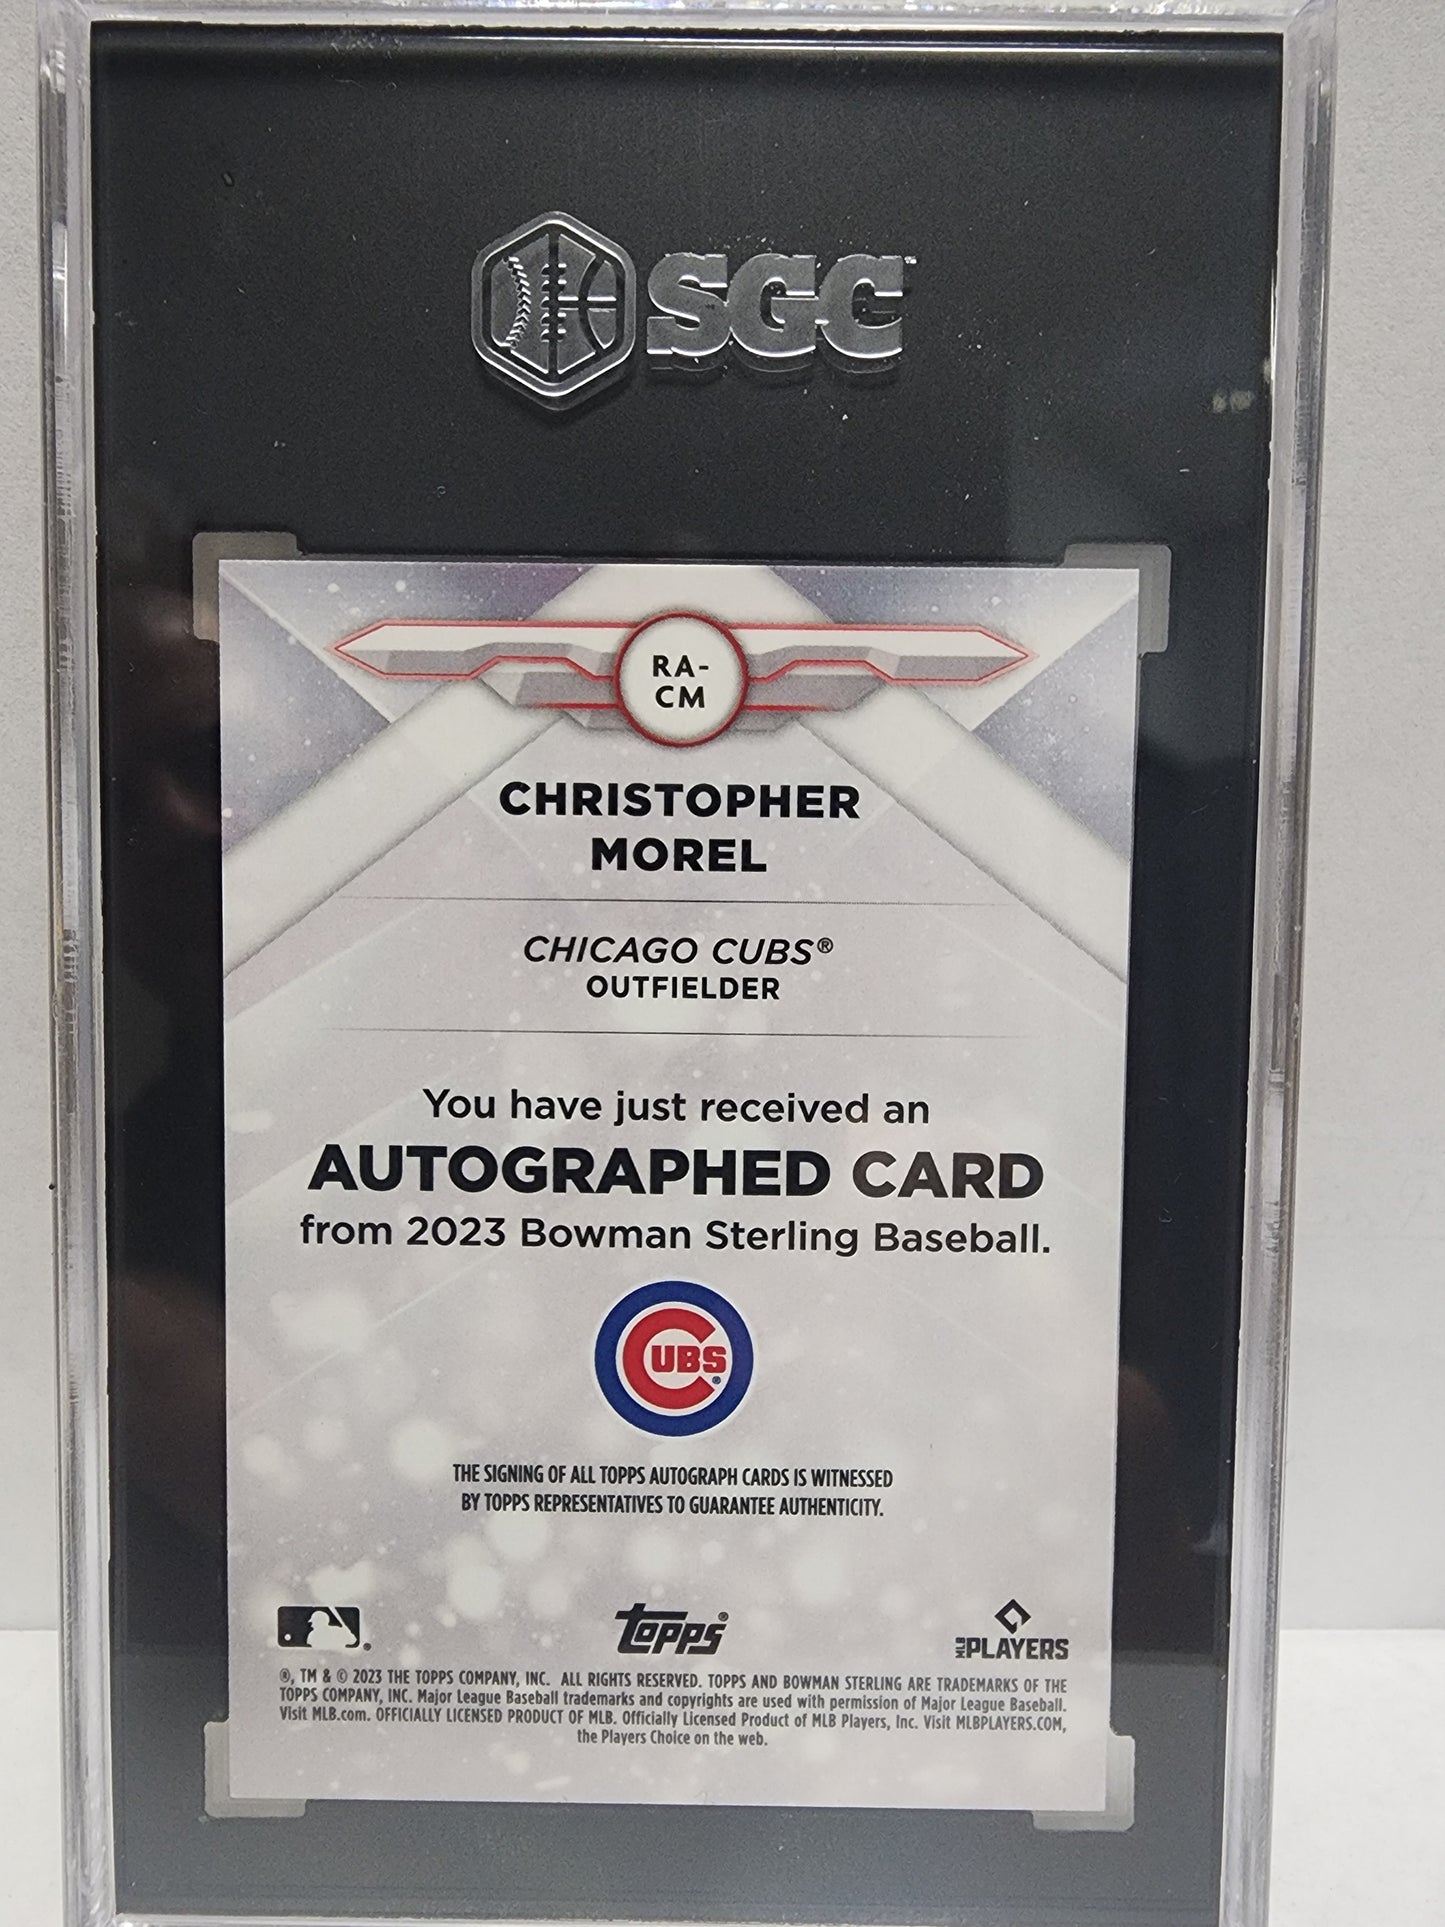 SGC
RA-
CM
CHRISTOPHER
MOREL
CHICAGO CUBS®
OUTFIELDER
You have just received an
AUTOGRAPHED CARD
from 2023 Bowman Sterling Baseball.
CUBS®
THE SIGNING OF ALL TOPPS AUTOGRAPH CARDS IS WITNESSED
BY TOPPS REPRESENTATIVES TO GUARANTEE AUTHENTICITY.
topps®
MLB PLAYERS
®, TM & © 2023 THE TOPPS COMPANY, INC. ALL RIGHTS RESERVED. TOPPS AND BOWMAN STERLING ARE TRADEMARKS OF THE
TOPPS COMPANY, INC. Major League Baseball trademarks and copyrights are used with permission of Major League Baseball.
Visit MLB.com. OFFICIALLY LICENSED PRODUCT OF MLB. Officially Licensed Product of MLB Players, Inc. Visit MLBPLAYERS.COM,
the Players Choice on the web.